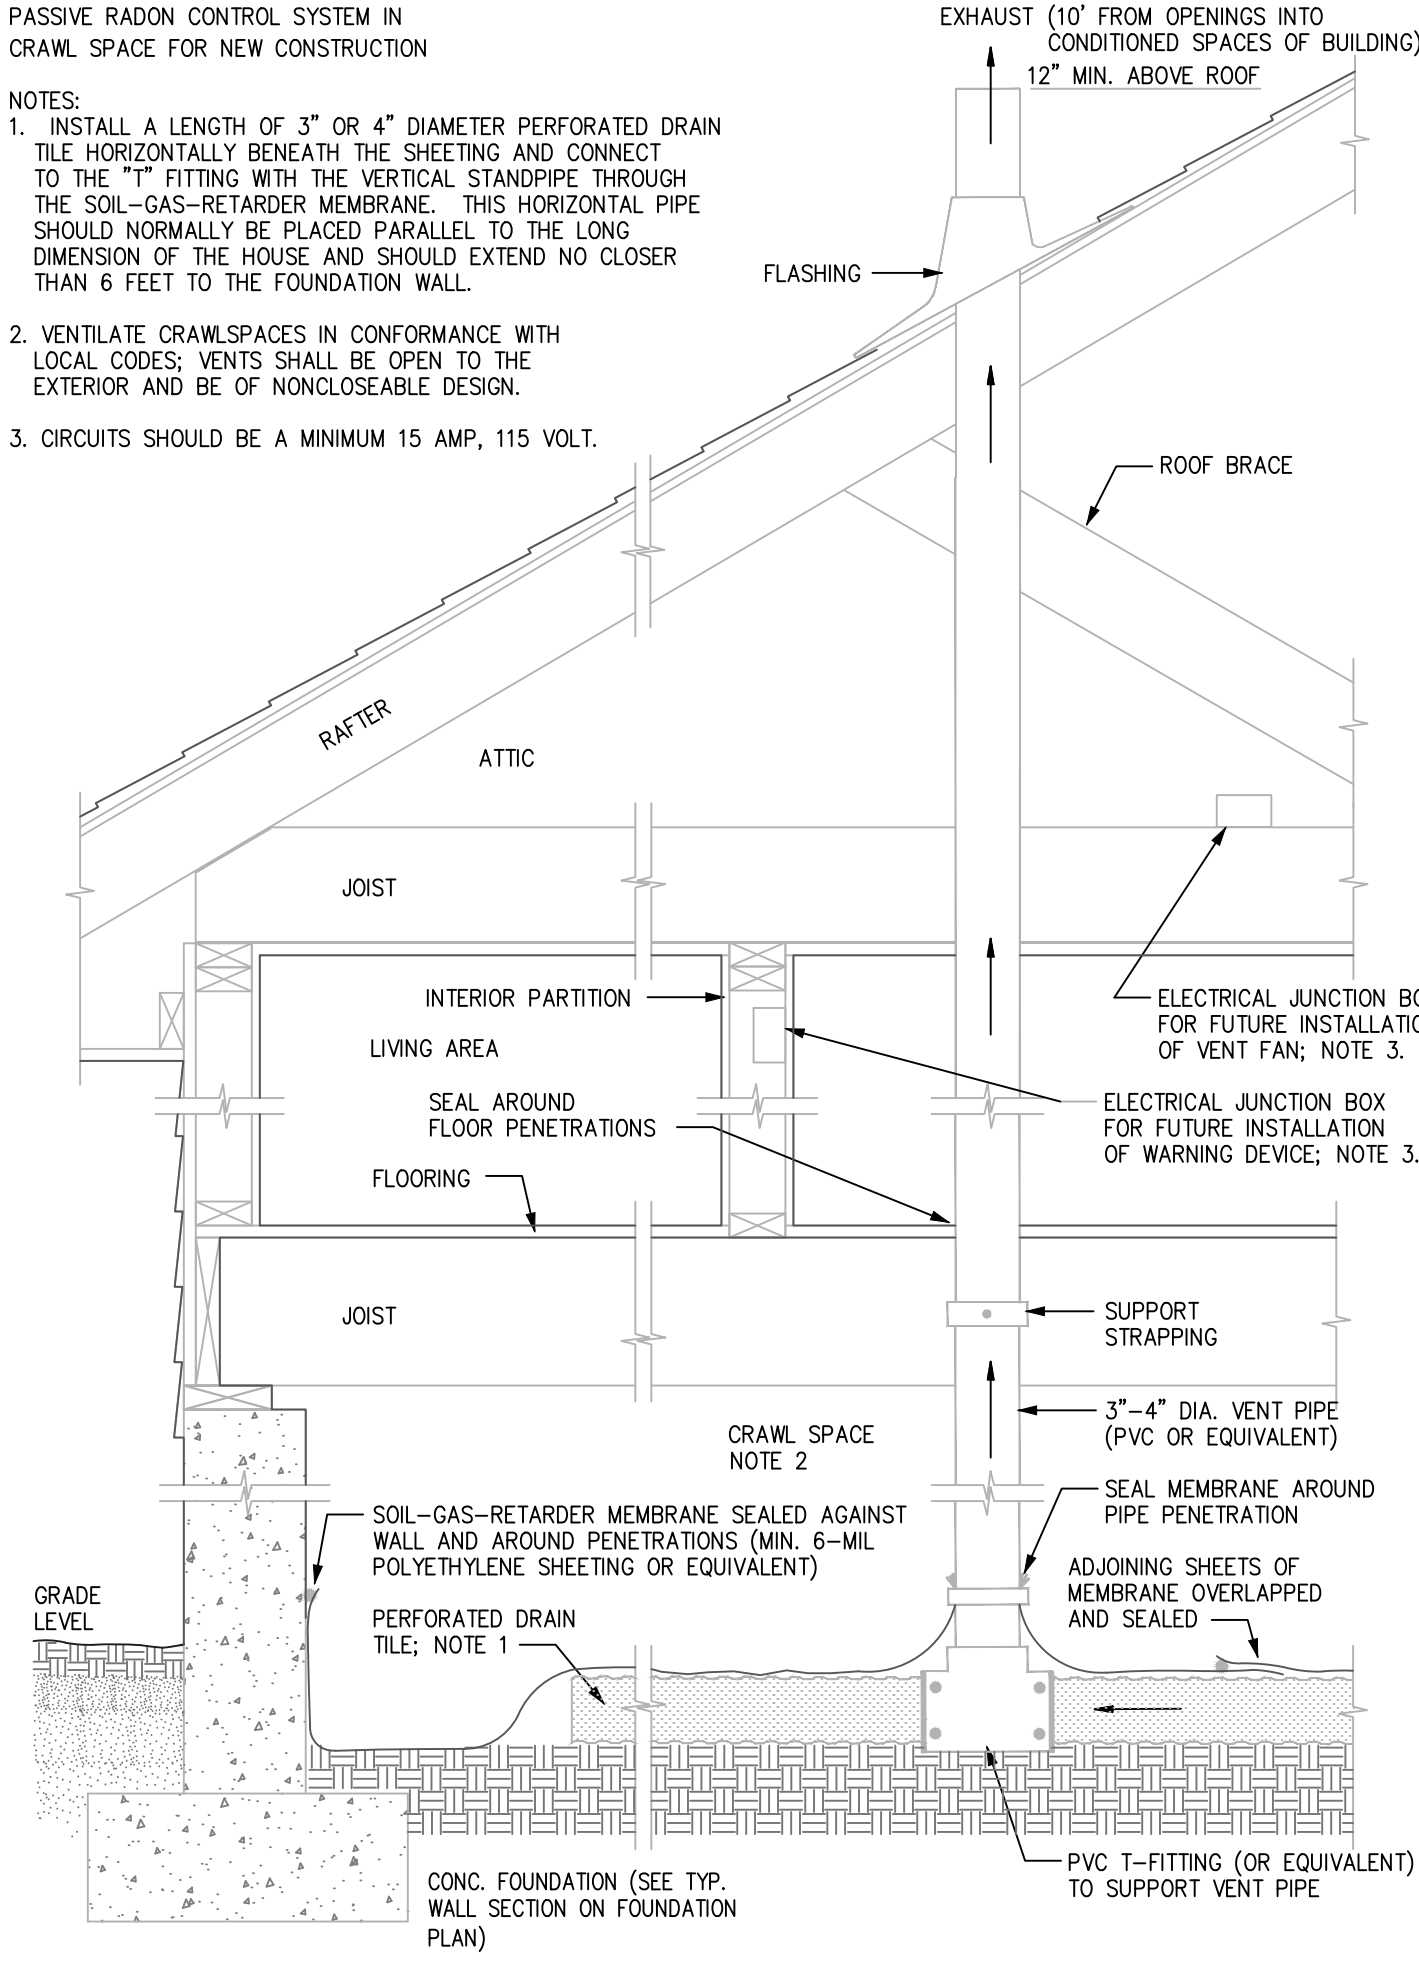 PASSIVE RADON CONTROL SYSTEM IN
CRAWL SPACE FOR NEW CONSTRUCTION
NOTES:
1. INSTALL A LENGTH OF 3" OR 4" DIAMETER PERFORATED DRAIN
TILE HORIZONTALLY BENEATH THE SHEETING AND CONNECT
TO THE "T" FITTING WITH THE VERTICAL STANDPIPE THROUGH
THE SOIL-GAS-RETARDER MEMBRANE. THIS HORIZONTAL PIPE
SHOULD NORMALLY BE PLACED PARALLEL TO THE LONG
DIMENSION OF THE HOUSE AND SHOULD EXTEND NO CLOSER
THAN 6 FEET TO THE FOUNDATION WALL.
2. VENTILATE CRAWLSPACES IN CONFORMANCE WITH
LOCAL CODES; VENTS SHALL BE OPEN TO THE
EXTERIOR AND BE OF NONCLOSEABLE DESIGN.
3. CIRCUITS SHOULD BE A MINIMUM 15 AMP, 115 VOLT.
EXHAUST (10' FROM OPENINGS INTO
CONDITIONED SPACES OF BUILDING)
12" MIN. ABOVE ROOF
FLASHING
ROOF BRACE
RAFTER
ATTIC
JOIST
INTERIOR PARTITION
ELECTRICAL JUNCTION BO
FOR FUTURE INSTALLATIO
OF VENT FAN; NOTE 3.
LIVING AREA
SEAL AROUND
FLOOR PENETRATIONS
ELECTRICAL JUNCTION BOX
FOR FUTURE INSTALLATION
OF WARNING DEVICE; NOTE 3.
FLOORING
JOIST
SUPPORT
STRAPPING
3"-4" DIA. VENT PIPE
(PVC OR EQUIVALENT)
CRAWL SPACE
NOTE 2
SEAL MEMBRANE AROUND
PIPE PENETRATION
SOIL-GAS-RETARDER MEMBRANE SEALED AGAINST
WALL AND AROUND PENETRATIONS (MIN. 6-MIL
POLYETHYLENE SHEETING OR EQUIVALENT)
ADJOINING SHEETS OF
MEMBRANE OVERLAPPED
AND SEALED
GRADE
LEVEL
PERFORATED DRAIN
TILE; NOTE 1
PVC T-FITTING (OR EQUIVALENT)
TO SUPPORT VENT PIPE
CONC. FOUNDATION (SEE TYP.
WALL SECTION ON FOUNDATION
PLAN)